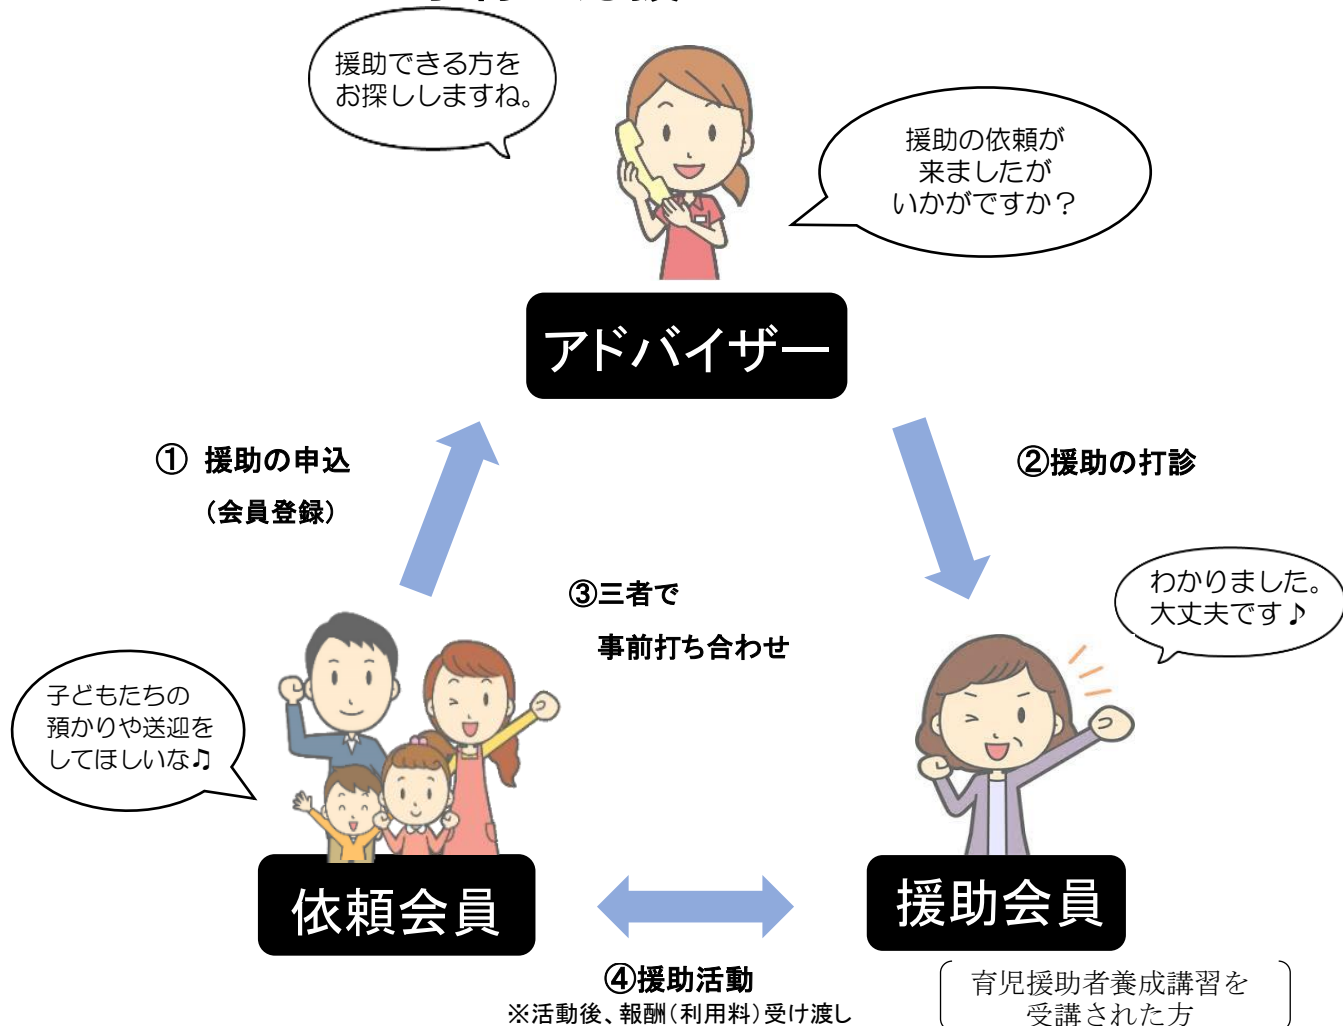 援助できる方を
お探ししますね。
援助の依頼が
来ましたが
いかがですか？
アドバイザー
① 援助の申込
（会員登録）
②援助の打診
③三者で
事前打ち合わせ
わかりました。
大丈夫です♪
子どもたちの
預かりや送迎を
してほしいな♫
依頼会員
援助会員
④援助活動
※活動後、報酬（利用料）受け渡し
育児援助者養成講習を
受講された方